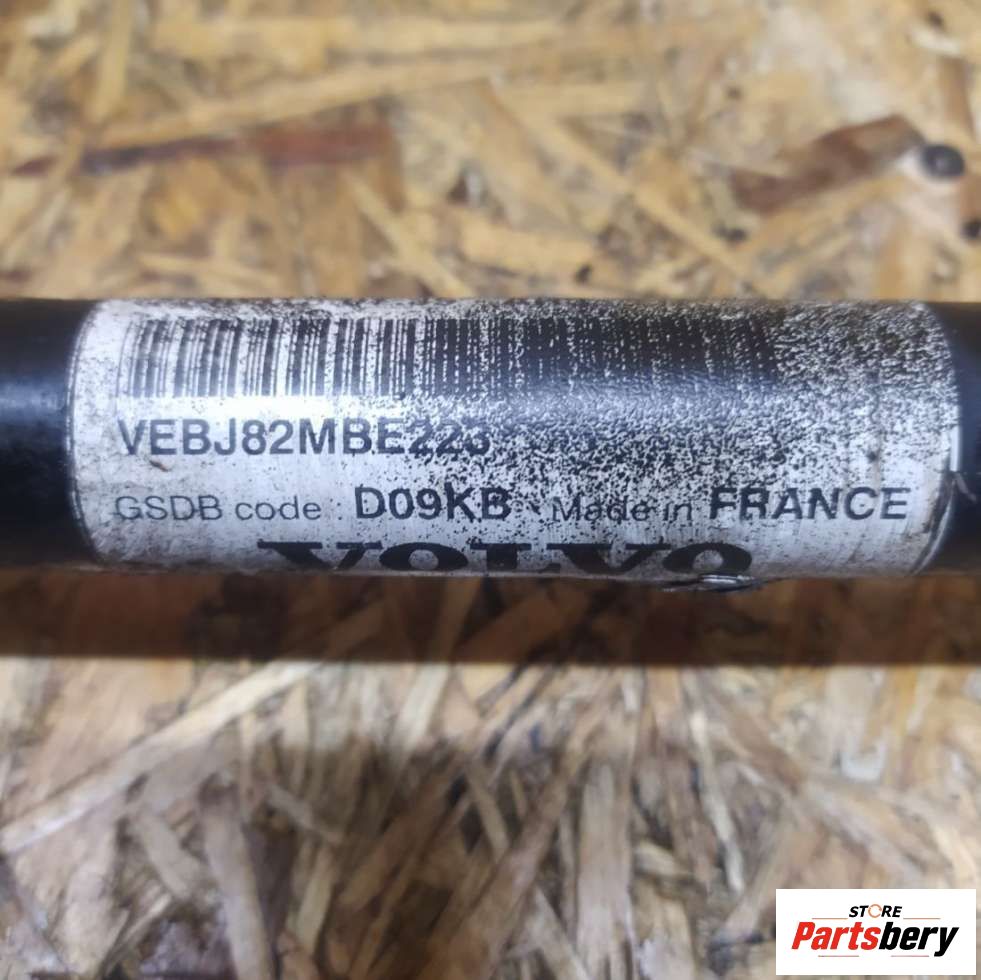 VEBJ82MBE223
GSDB code : D09KB Made in FRANCE
VOLVO
STORE
Partsbery